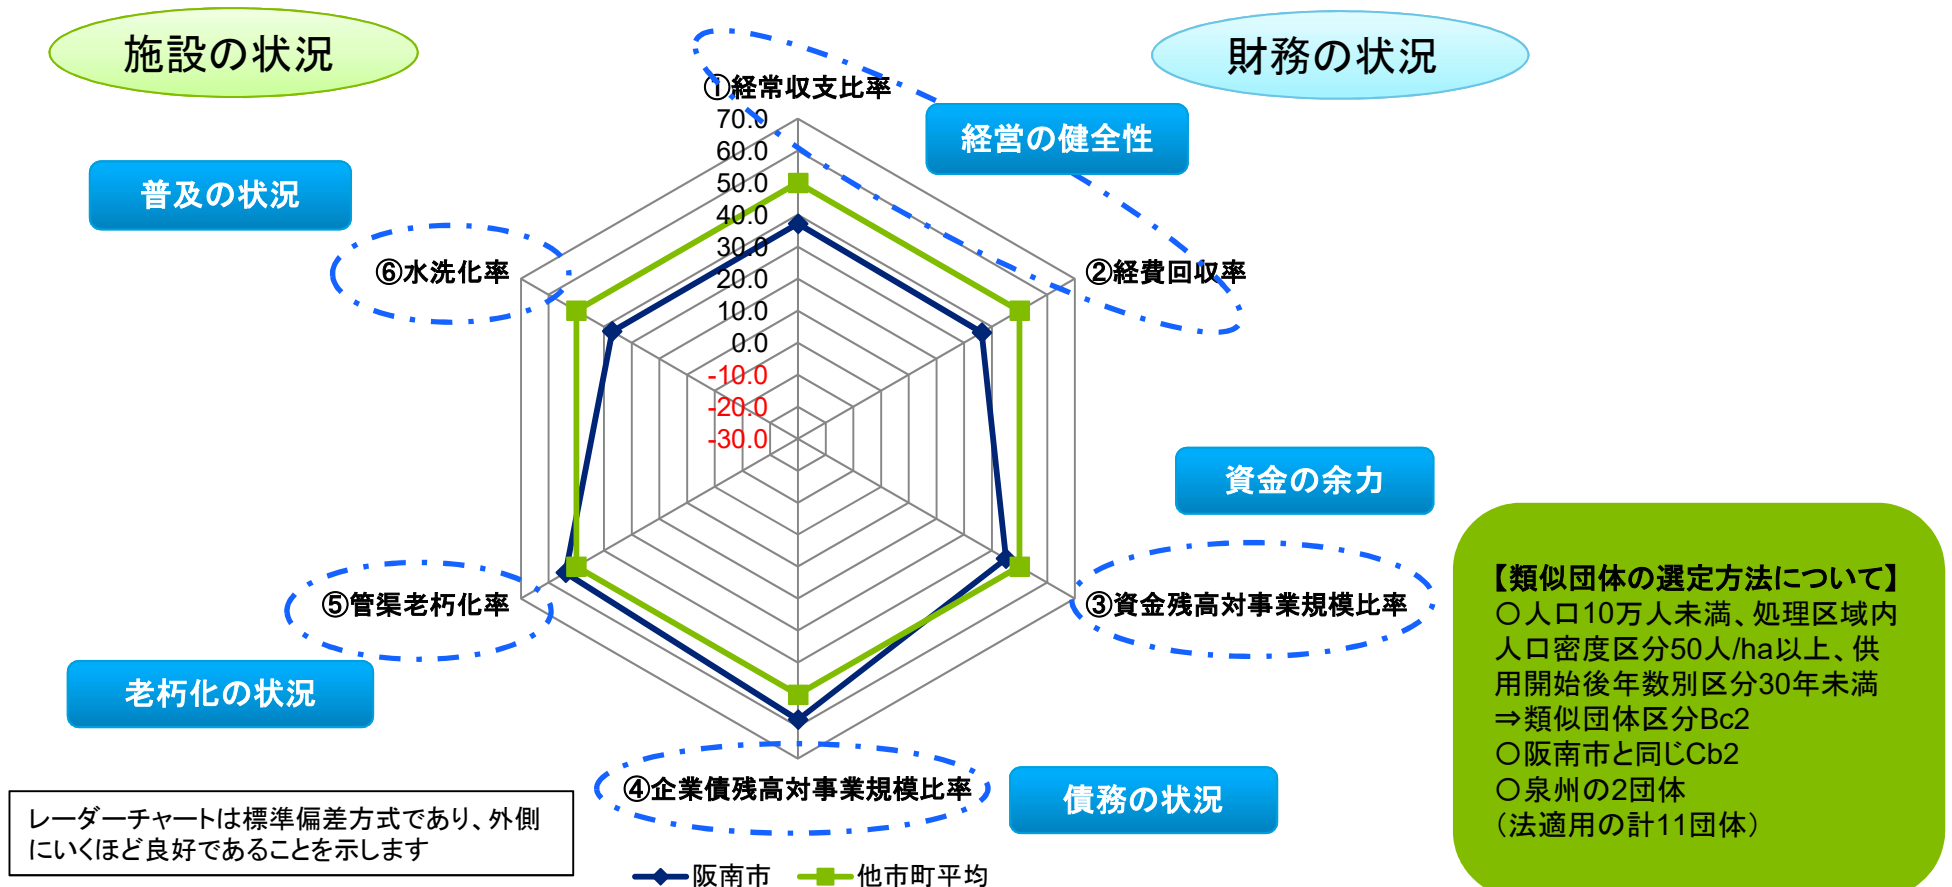 施設の状況
財務の状況
①経常収支比率
経営の健全性
普及の状況
70.0
60.0
50.0
40.0
30.0
20.0
10.0
0.0
-10.0
-20.0
-30.0
⑥水洗化率
②経費回収率
資金の余力
⑤管渠老朽化率
③資金残高対事業規模比率
老朽化の状況
④企業債残高対事業規模比率
債務の状況
【類似団体の選定方法について】
〇人口10万人未満、処理区域内
人口密度区分50人/ha以上、供
用開始後年数別区分30年未満
⇒類似団体区分Bc2
〇阪南市と同じCb2
〇泉州の2団体
（法適用の計11団体）
レーダーチャートは標準偏差方式であり、外側
にいくほど良好であることを示します
阪南市
他市町平均